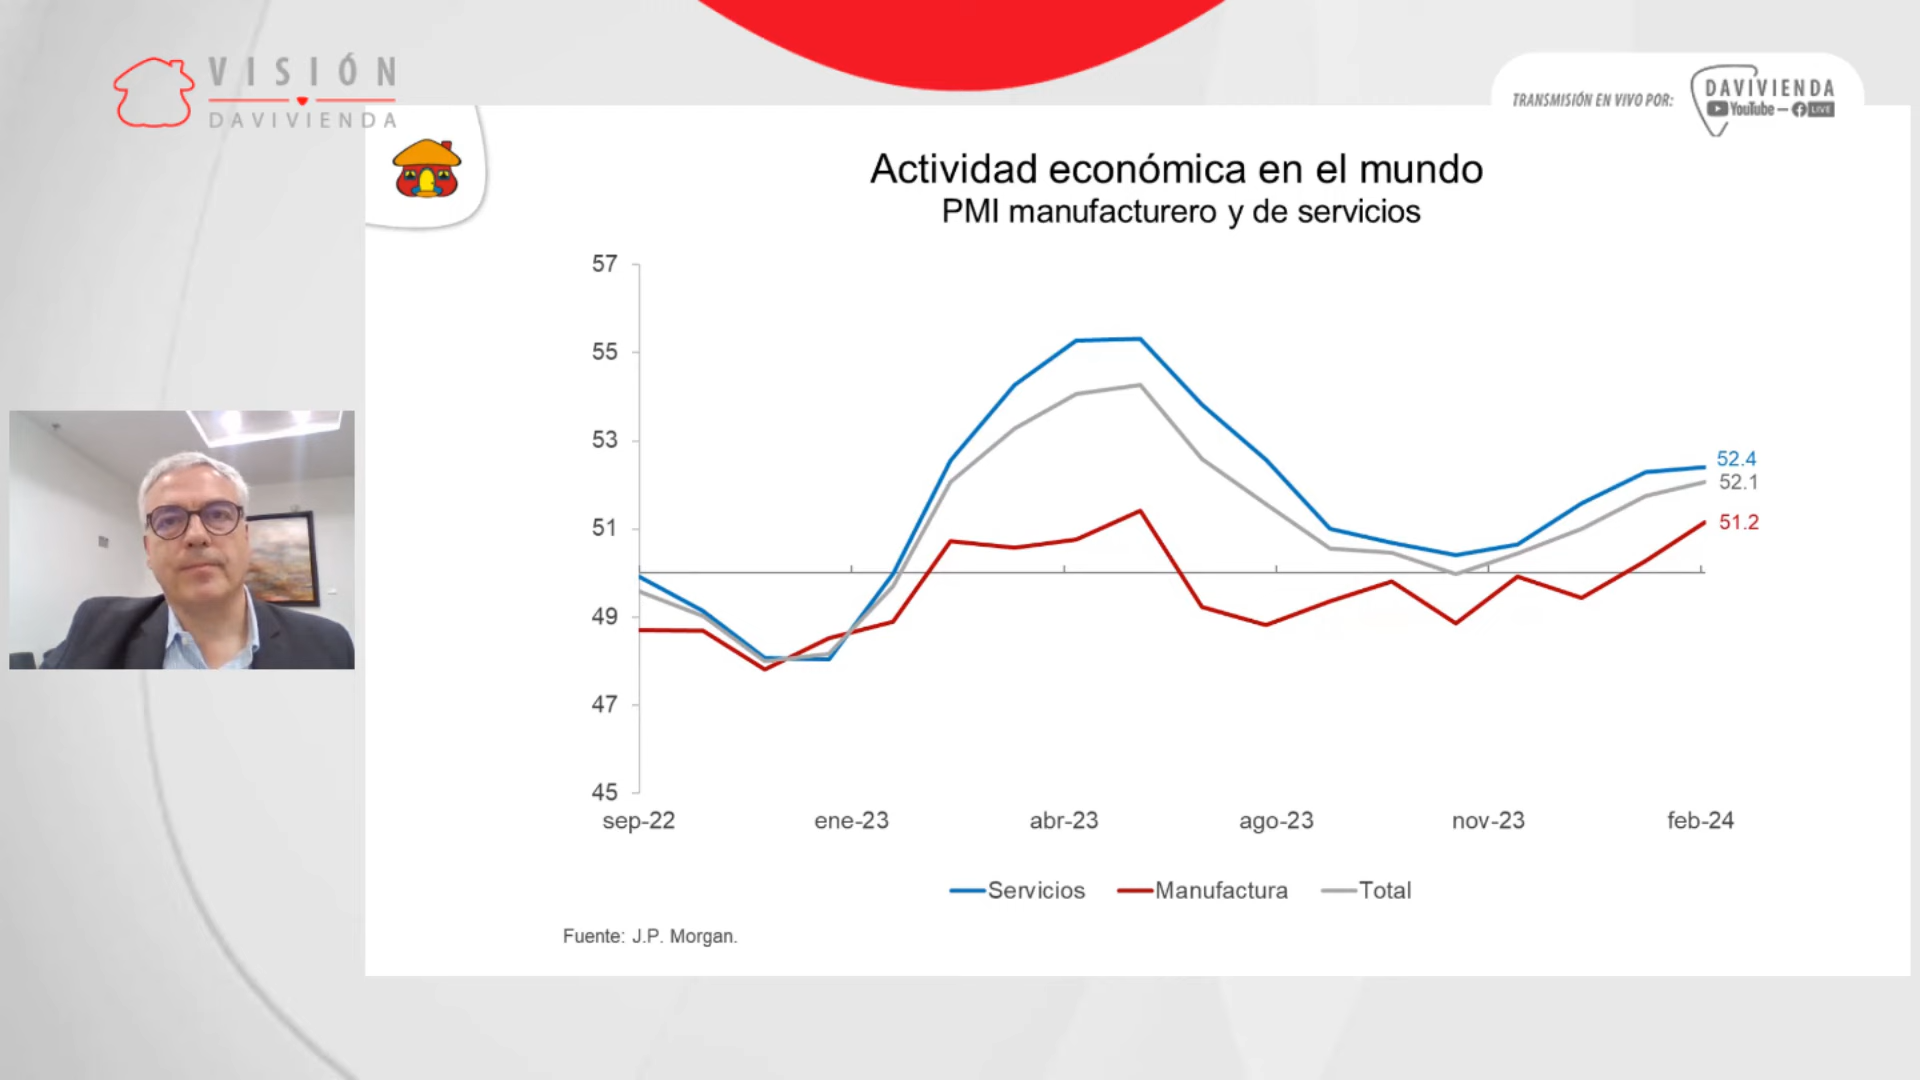 VISIÓN
DAVIVIENDA
TRANSMISIÓN EN VIVO POR:
DAVIVIENDA
YouTube — LIVE
Actividad económica en el mundo
PMI manufacturero y de servicios
57
55
53
51
49
47
45
52.4
52.1
51.2
sep-22 ene-23 abr-23 ago-23 nov-23 feb-24
Servicios Manufactura Total
Fuente: J.P. Morgan.